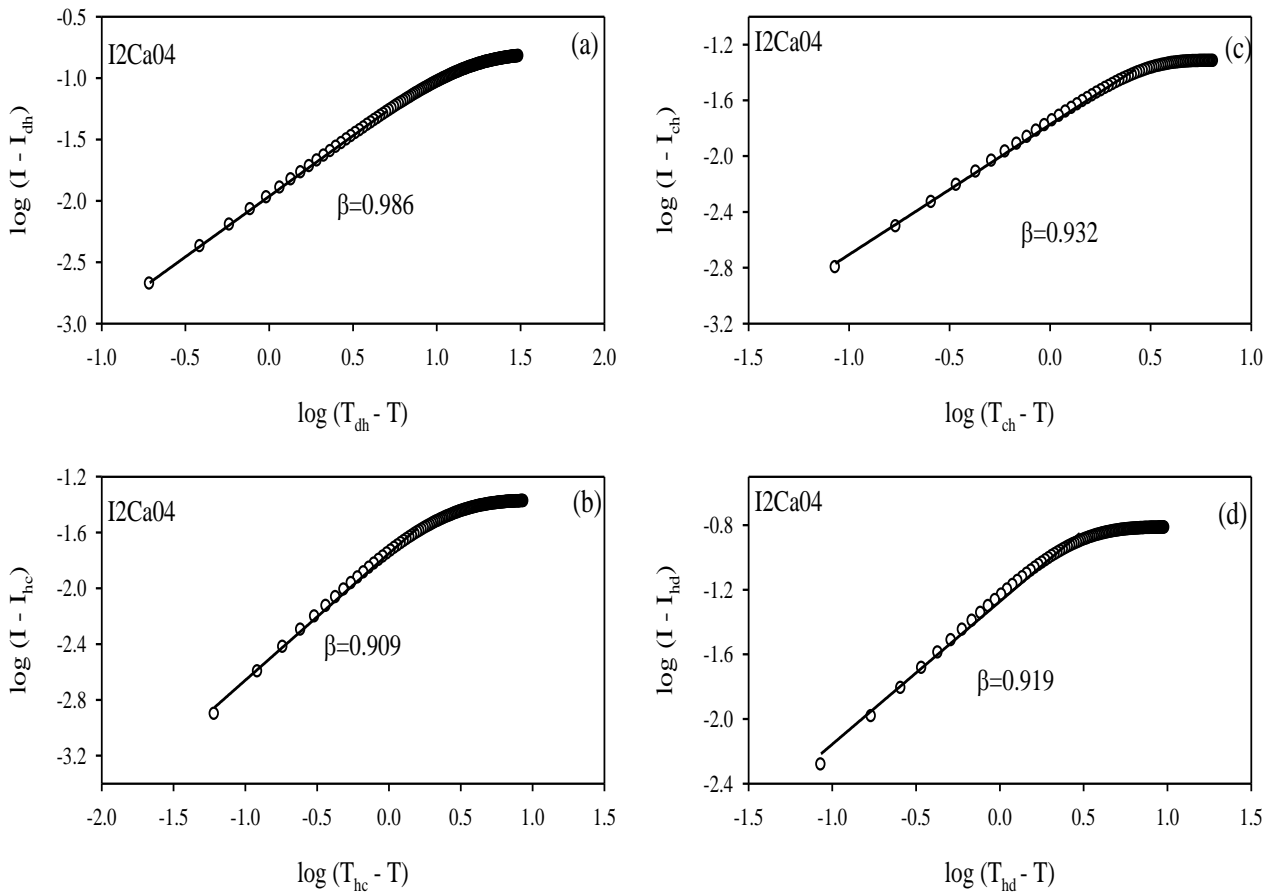 I2Ca04
(a)
log (I - I_dh)
-0.5
-1.0
-1.5
-2.0
-2.5
-3.0
β=0.986
-1.0 -0.5 0.0 0.5 1.0 1.5 2.0
log (T_dh - T)
I2Ca04
(c)
log (I - I_ch)
-1.2
-1.6
-2.0
-2.4
-2.8
-3.2
β=0.932
-1.5 -1.0 -0.5 0.0 0.5 1.0
log (T_ch - T)
I2Ca04
(b)
log (I - I_hc)
-1.2
-1.6
-2.0
-2.4
-2.8
-3.2
β=0.909
-2.0 -1.5 -1.0 -0.5 0.0 0.5 1.0 1.5
log (T_hc - T)
I2Ca04
(d)
log (I - I_hd)
-0.8
-1.2
-1.6
-2.0
-2.4
β=0.919
-1.5 -1.0 -0.5 0.0 0.5 1.0 1.5
log (T_hd - T)